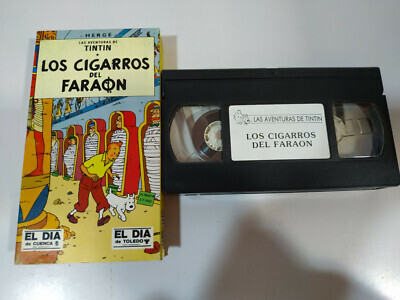 HERGÉ
LAS AVENTURAS DE
TINTIN
LOS CIGARROS
DEL
FARAON
EL DIA
de CUENCA
EL DIA
de TOLEDO
LAS AVENTURAS DE TINTIN
LOS CIGARROS
DEL FARAON